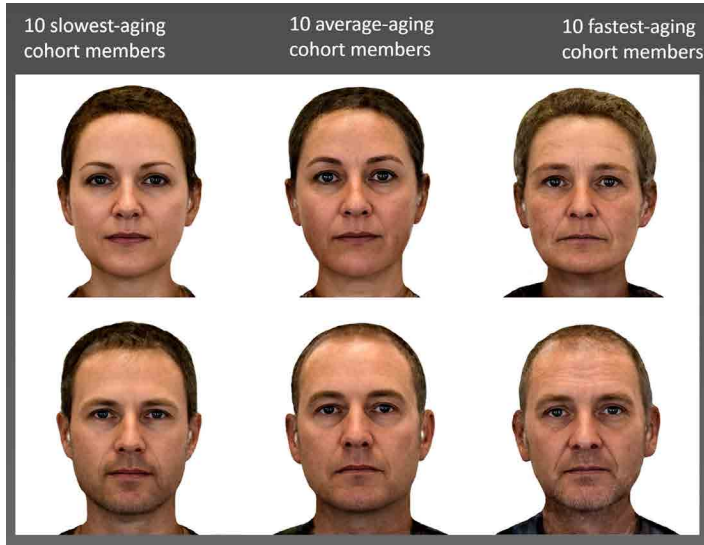 10 slowest-aging
cohort members
10 average-aging
cohort members
10 fastest-aging
cohort members